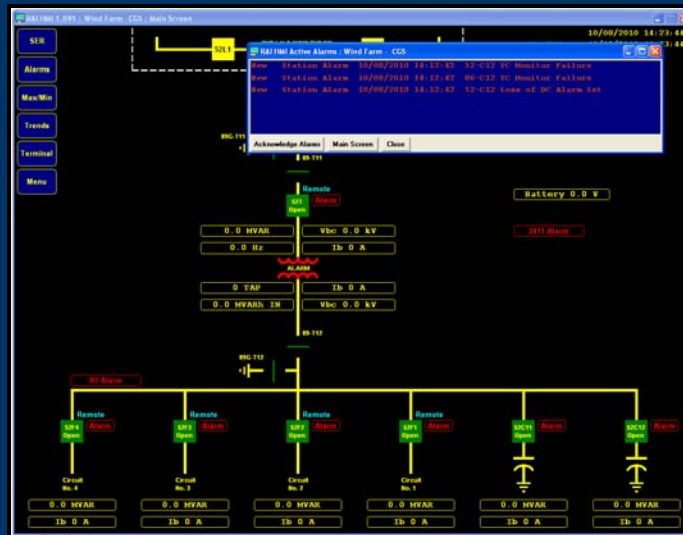 Wind Farm - CGS : Main Screen
10/08/2010 14:23:44
SER
Alarms
Max/Min
Trends
Terminal
Menu
52L1
Active Alarms : Wind Farm - CGS
New Station Alarm 10/08/2010 14:12:42 52-C12 TC Monitor Failure
New Station Alarm 10/08/2010 14:12:42 86-C12 TC Monitor Failure
New Station Alarm 10/08/2010 14:12:42 52-C12 Loss of DC Alarm Set
Acknowledge Alarms Main Screen Close
89G-T11
89-T11
Remote
Open Alarm
Battery 0.0 V
0.0 MVAR Vbc 0.0 kV
0.0 Hz Ib 0 A
ALARM
0 TAP Ib 0 A
0.0 MVARh IN Vbc 0.0 kV
89-T12
89G-T12
Alarm
Remote Remote Remote Remote
52F4 Alarm 52F3 Alarm 52F2 Alarm 52F1 Alarm 52C11 Alarm 52C12 Alarm
Open Open Open Open Open Open
Circuit Circuit Circuit Circuit
No. 4 No. 3 No. 2 No. 1
0.0 MVAR 0.0 MVAR 0.0 MVAR 0.0 MVAR 0.0 MVAR 0.0 MVAR
Ib 0 A Ib 0 A Ib 0 A Ib 0 A Ib 0 A Ib 0 A